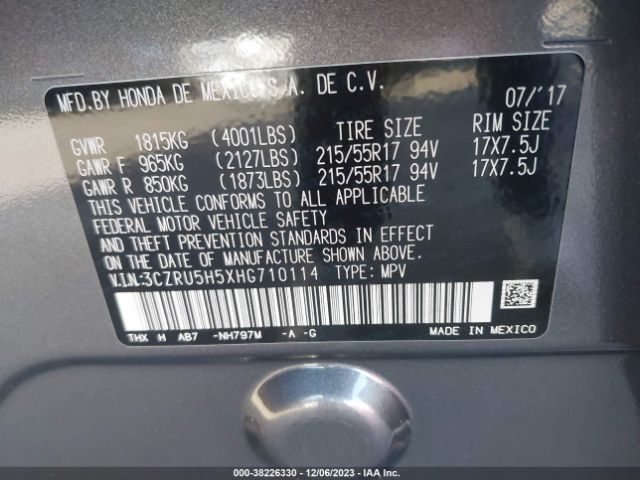 MFD.BY HONDA DE MEXICO S.A. DE C.V. 07/'17
GVWR 1815KG (4001LBS) TIRE SIZE RIM SIZE
GAWR F 965KG (2127LBS) 215/55R17 94V 17X7.5J
GAWR R 850KG (1873LBS) 215/55R17 94V 17X7.5J
THIS VEHICLE CONFORMS TO ALL APPLICABLE
FEDERAL MOTOR VEHICLE SAFETY
AND THEFT PREVENTION STANDARDS IN EFFECT
ON THE DATE OF MANUFACTURE SHOWN ABOVE.
V.I.N.:3CZRU5H5XHG710114 TYPE: MPV
THX H AB7 -NH797M -A -G MADE IN MEXICO
000-38226330 - 12/06/2023 - IAA